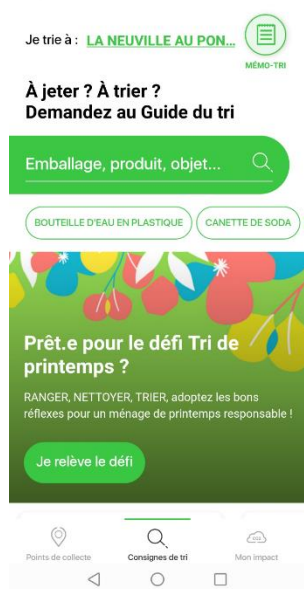 Je trie à : LA NEUVILLE AU PON...
MÉMO-TRI
À jeter ? À trier ?
Demandez au Guide du tri
Emballage, produit, objet...
BOUTEILLE D'EAU EN PLASTIQUE
CANETTE DE SODA
Prêt.e pour le défi Tri de
printemps ?
RANGER, NETTOYER, TRIER, adoptez les bons
réflexes pour un ménage de printemps responsable !
Je relève le défi
Points de collecte
Consignes de tri
Mon impact